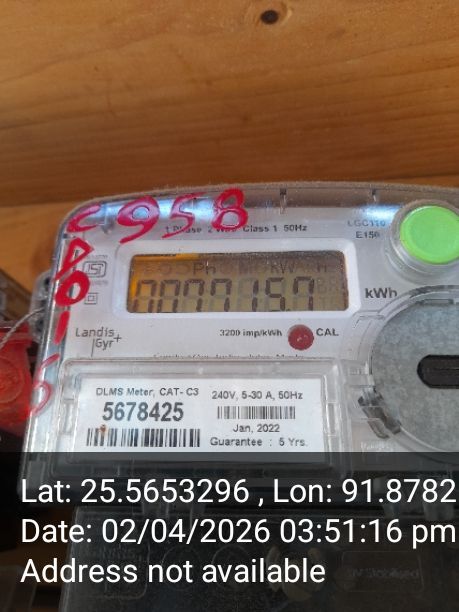 C958
1 Phase 2 W Class 1 50Hz
LGC110
E150
kWh
Landis
Gyr+
3200 imp/kWh
CAL
DLMS Meter, CAT- C3
5678425
240V, 5-30 A, 50Hz
Jan, 2022
Guarantee : 5 Yrs.
Lat: 25.5653296 , Lon: 91.8782
Date: 02/04/2026 03:51:16 pm
Address not available